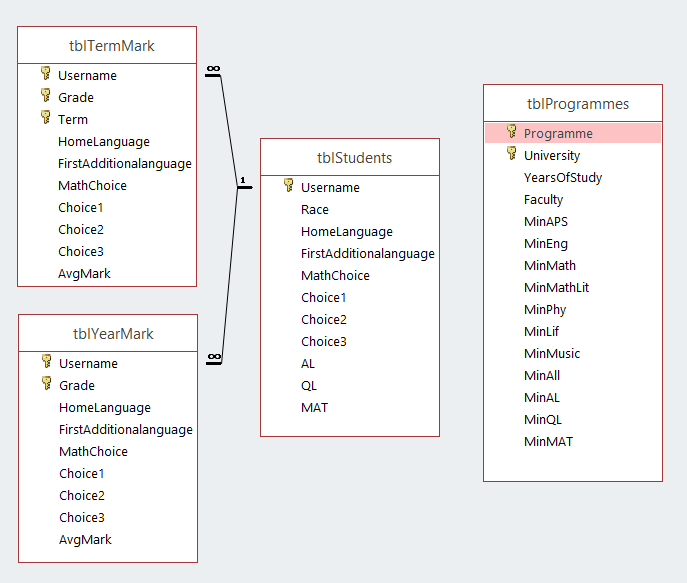 tblTermMark
Username
Grade
Term
HomeLanguage
FirstAdditionalanguage
MathChoice
Choice1
Choice2
Choice3
AvgMark
∞
1
∞
tblYearMark
Username
Grade
HomeLanguage
FirstAdditionalanguage
MathChoice
Choice1
Choice2
Choice3
AvgMark
tblStudents
Username
Race
HomeLanguage
FirstAdditionalanguage
MathChoice
Choice1
Choice2
Choice3
AL
QL
MAT
tblProgrammes
Programme
University
YearsOfStudy
Faculty
MinAPS
MinEng
MinMath
MinMathLit
MinPhy
MinLif
MinMusic
MinAll
MinAL
MinQL
MinMAT